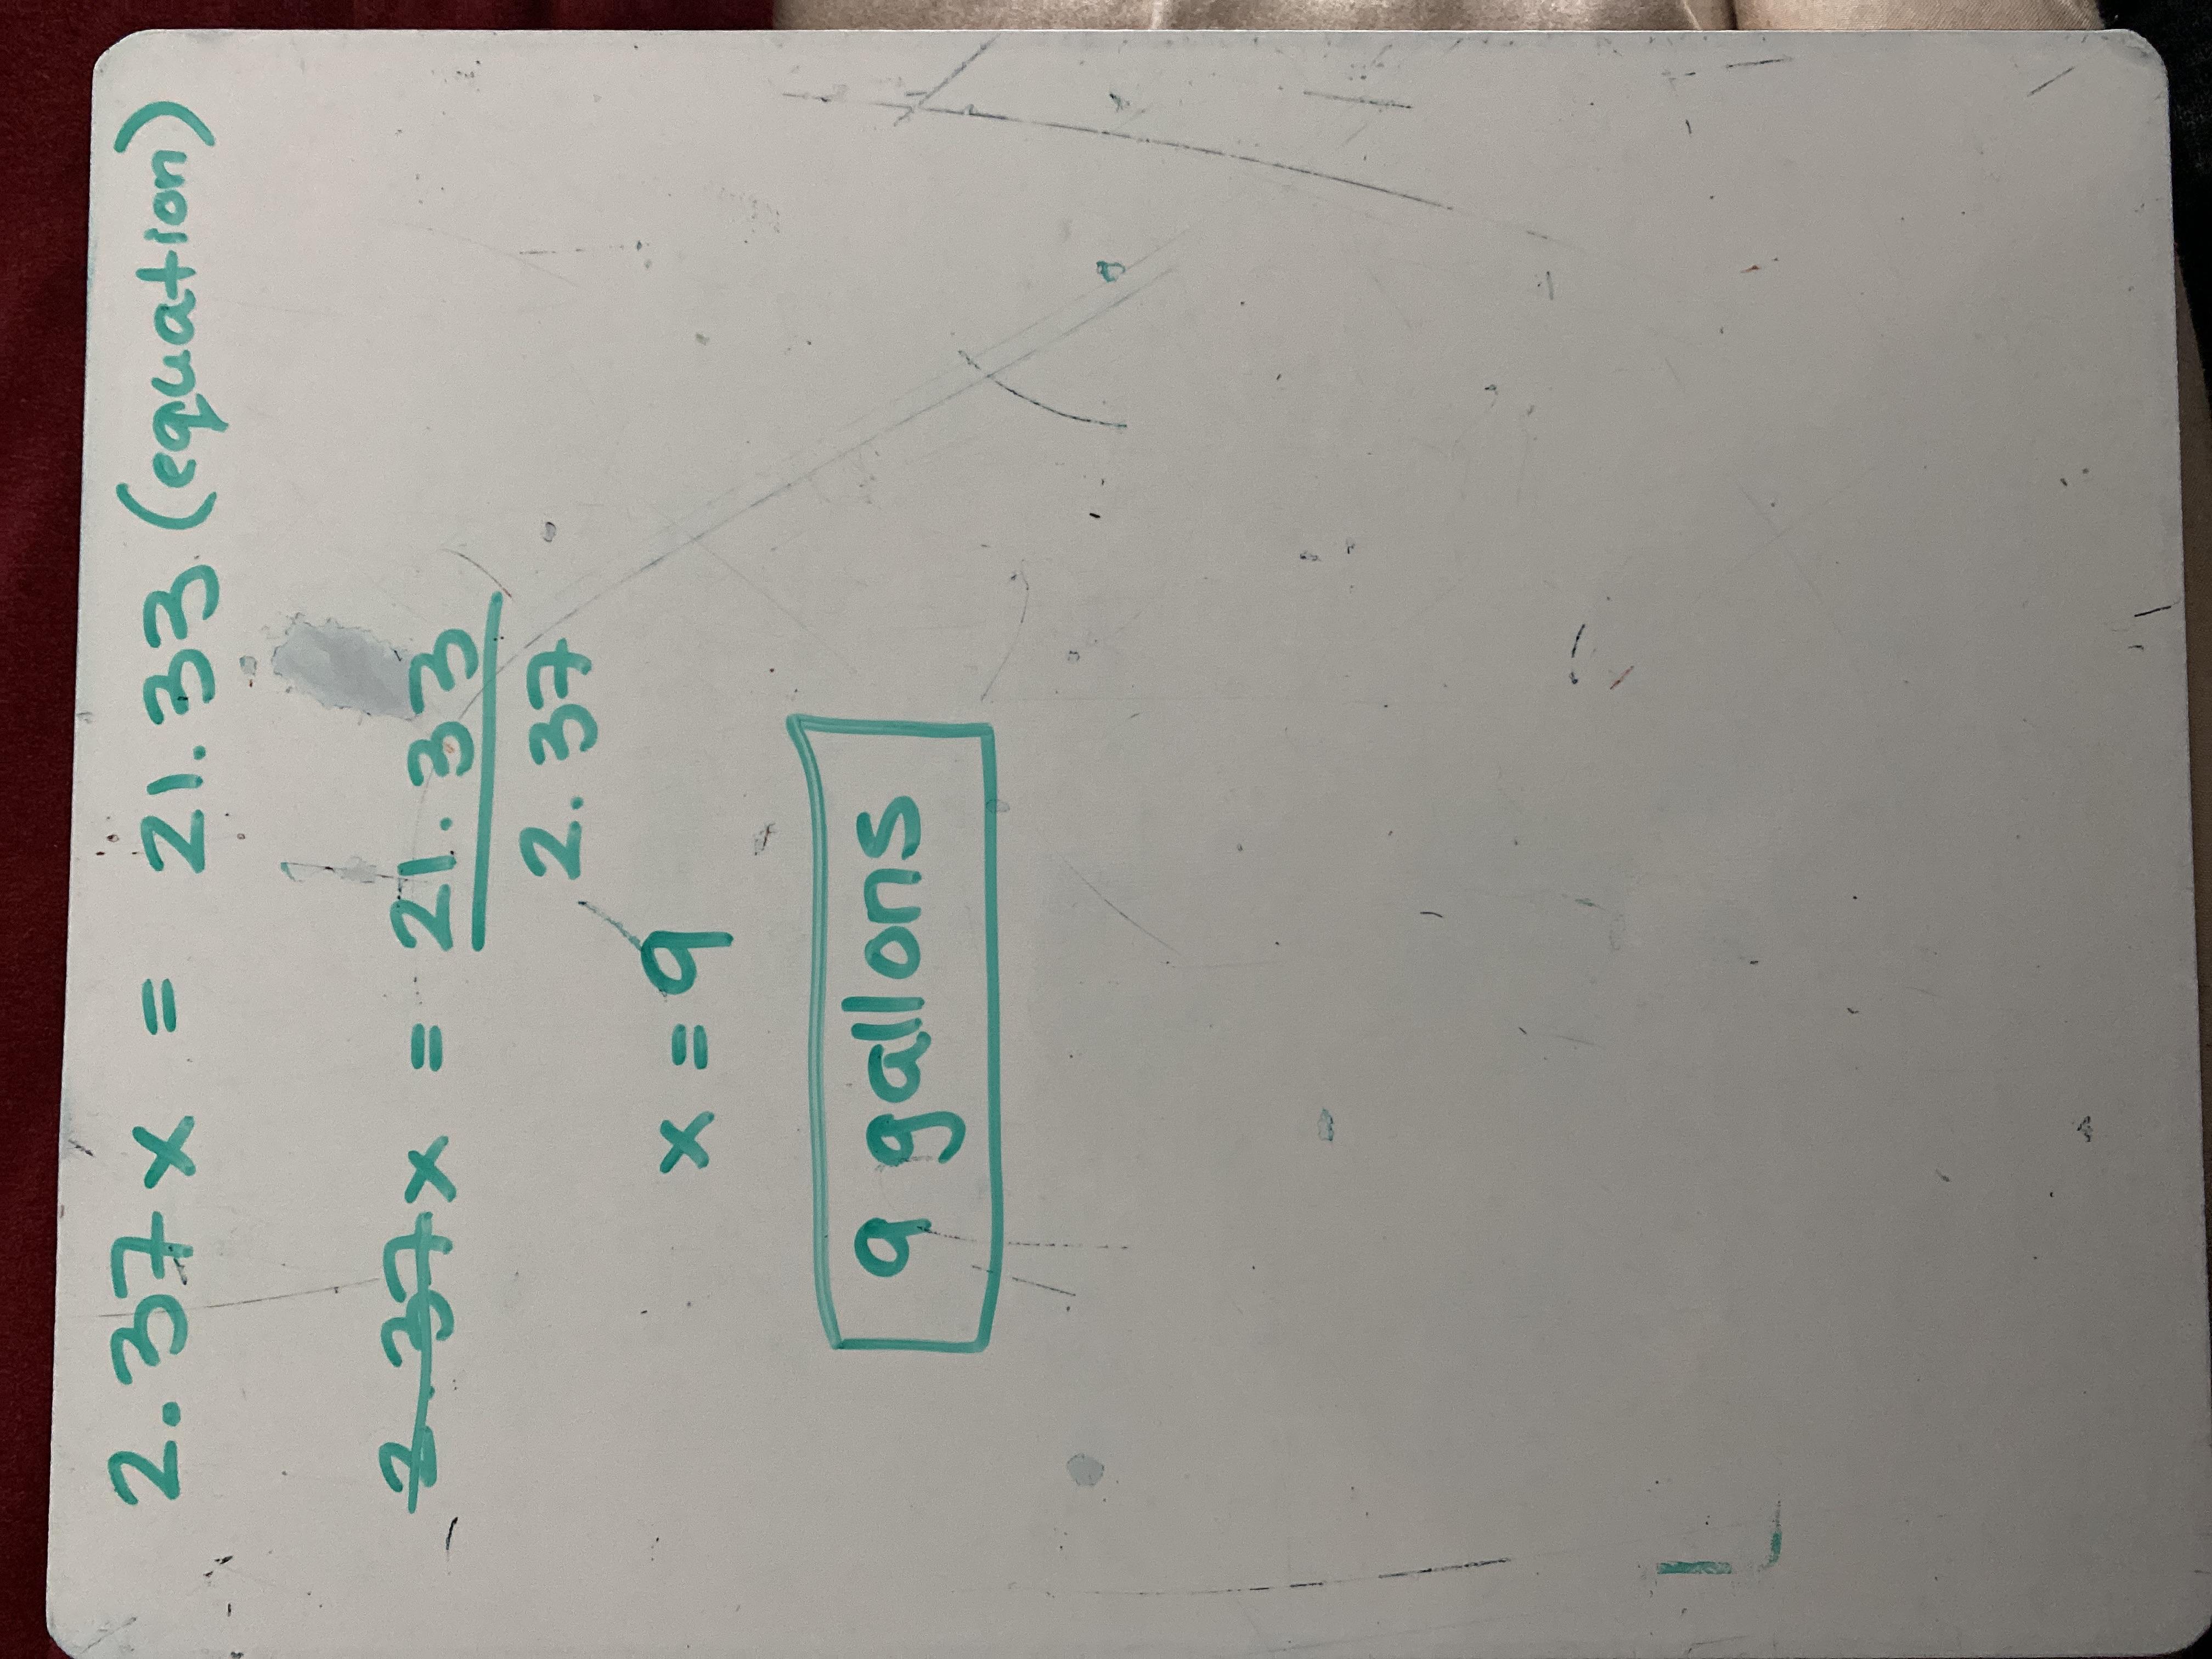 2.37x = 21.33 (equation)
2.37x = 21.33
2.37
x = 9
9 gallons